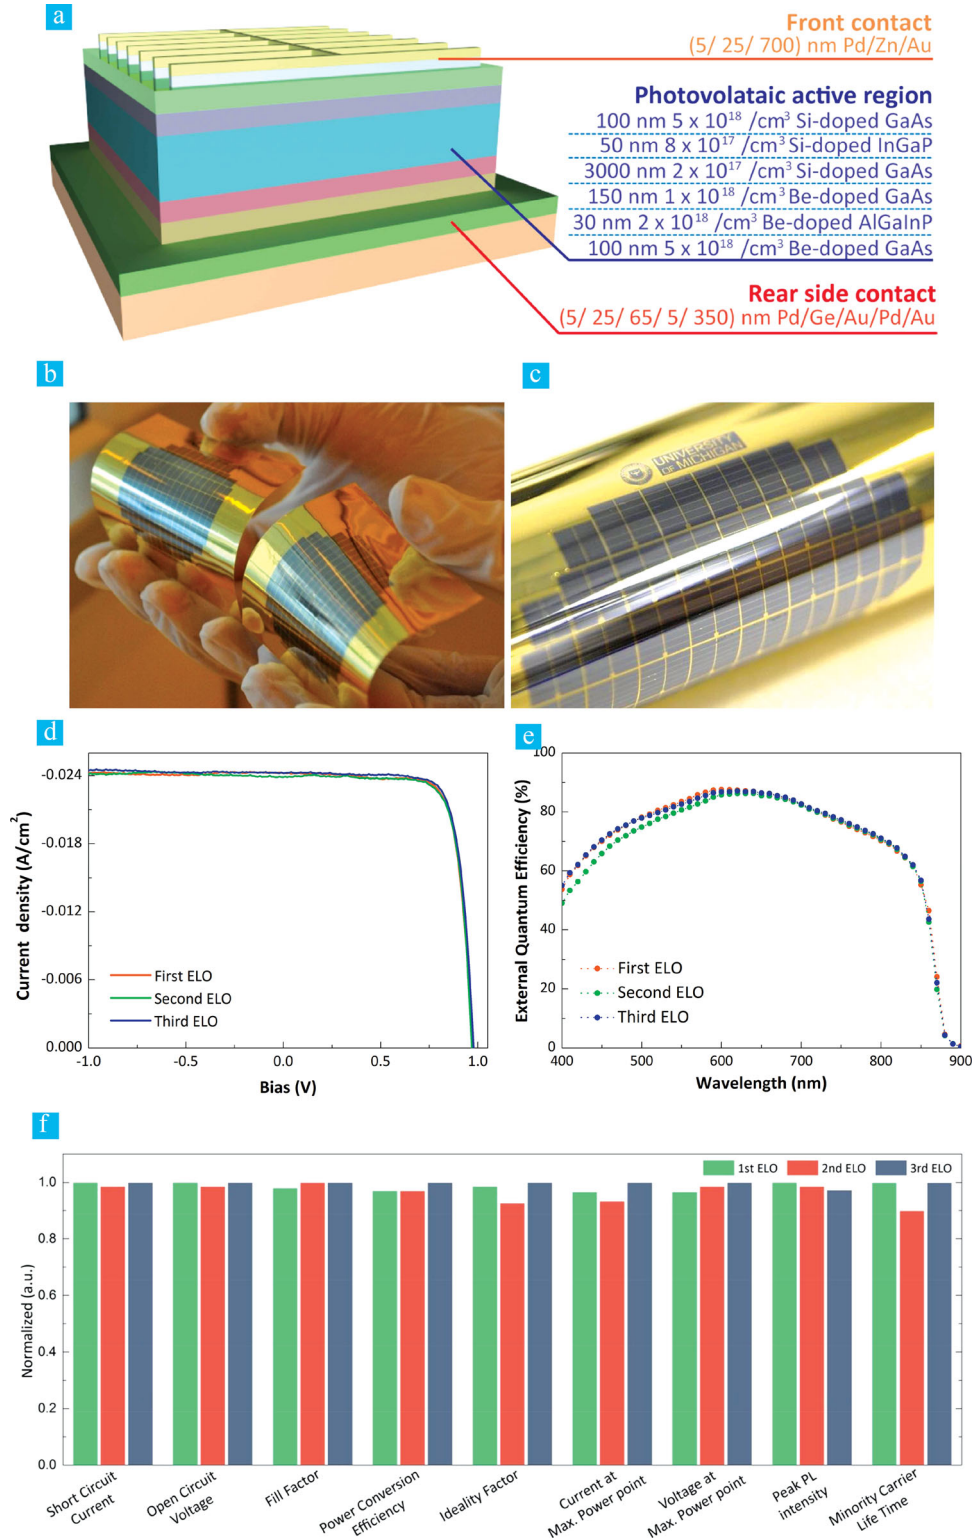 a
Front contact
(5/ 25/ 700) nm Pd/Zn/Au
Photovolataic active region
100 nm 5 x 10¹⁸ /cm³ Si-doped GaAs
50 nm 8 x 10¹⁷ /cm³ Si-doped InGaP
3000 nm 2 x 10¹⁷ /cm³ Si-doped GaAs
150 nm 1 x 10¹⁸ /cm³ Be-doped GaAs
30 nm 2 x 10¹⁸ /cm³ Be-doped AlGaInP
100 nm 5 x 10¹⁸ /cm³ Be-doped GaAs
Rear side contact
(5/ 25/ 65/ 5/ 350) nm Pd/Ge/Au/Pd/Au
b
c
UNIVERSITY
OF MICHIGAN
d
Current density (A/cm²)
-0.024
-0.018
-0.012
-0.006
0.000
First ELO
Second ELO
Third ELO
-1.0 -0.5 0.0 0.5 1.0
Bias (V)
e
External Quantum Efficiency (%)
100
80
60
40
20
0
First ELO
Second ELO
Third ELO
400 500 600 700 800 900
Wavelength (nm)
f
1st ELO 2nd ELO 3rd ELO
Normalized (a.u.)
1.0
0.8
0.6
0.4
0.2
0.0
Short Circuit
Current
Open Circuit
Voltage
Fill Factor
Power Conversion
Efficiency
Ideality Factor
Current at
Max. Power point
Voltage at
Max. Power point
Peak PL
intensity
Minority Carrier
Life Time